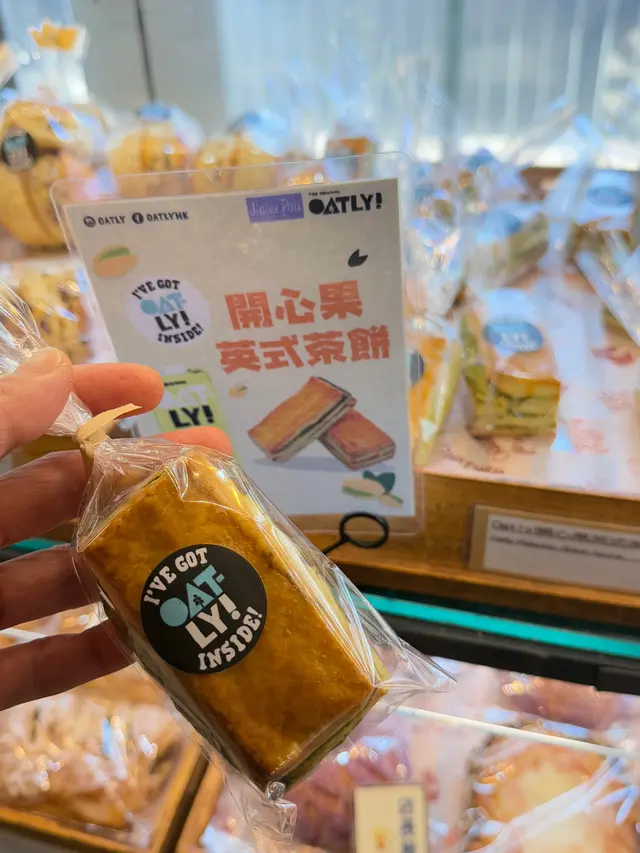 OATLY OATLYHK
THE ORIGINAL
OATLY!
I'VE GOT
OAT-
LY!
INSIDE!
開心果
英式茶餅
LY!
I'VE GOT
OAT-
LY!
INSIDE!